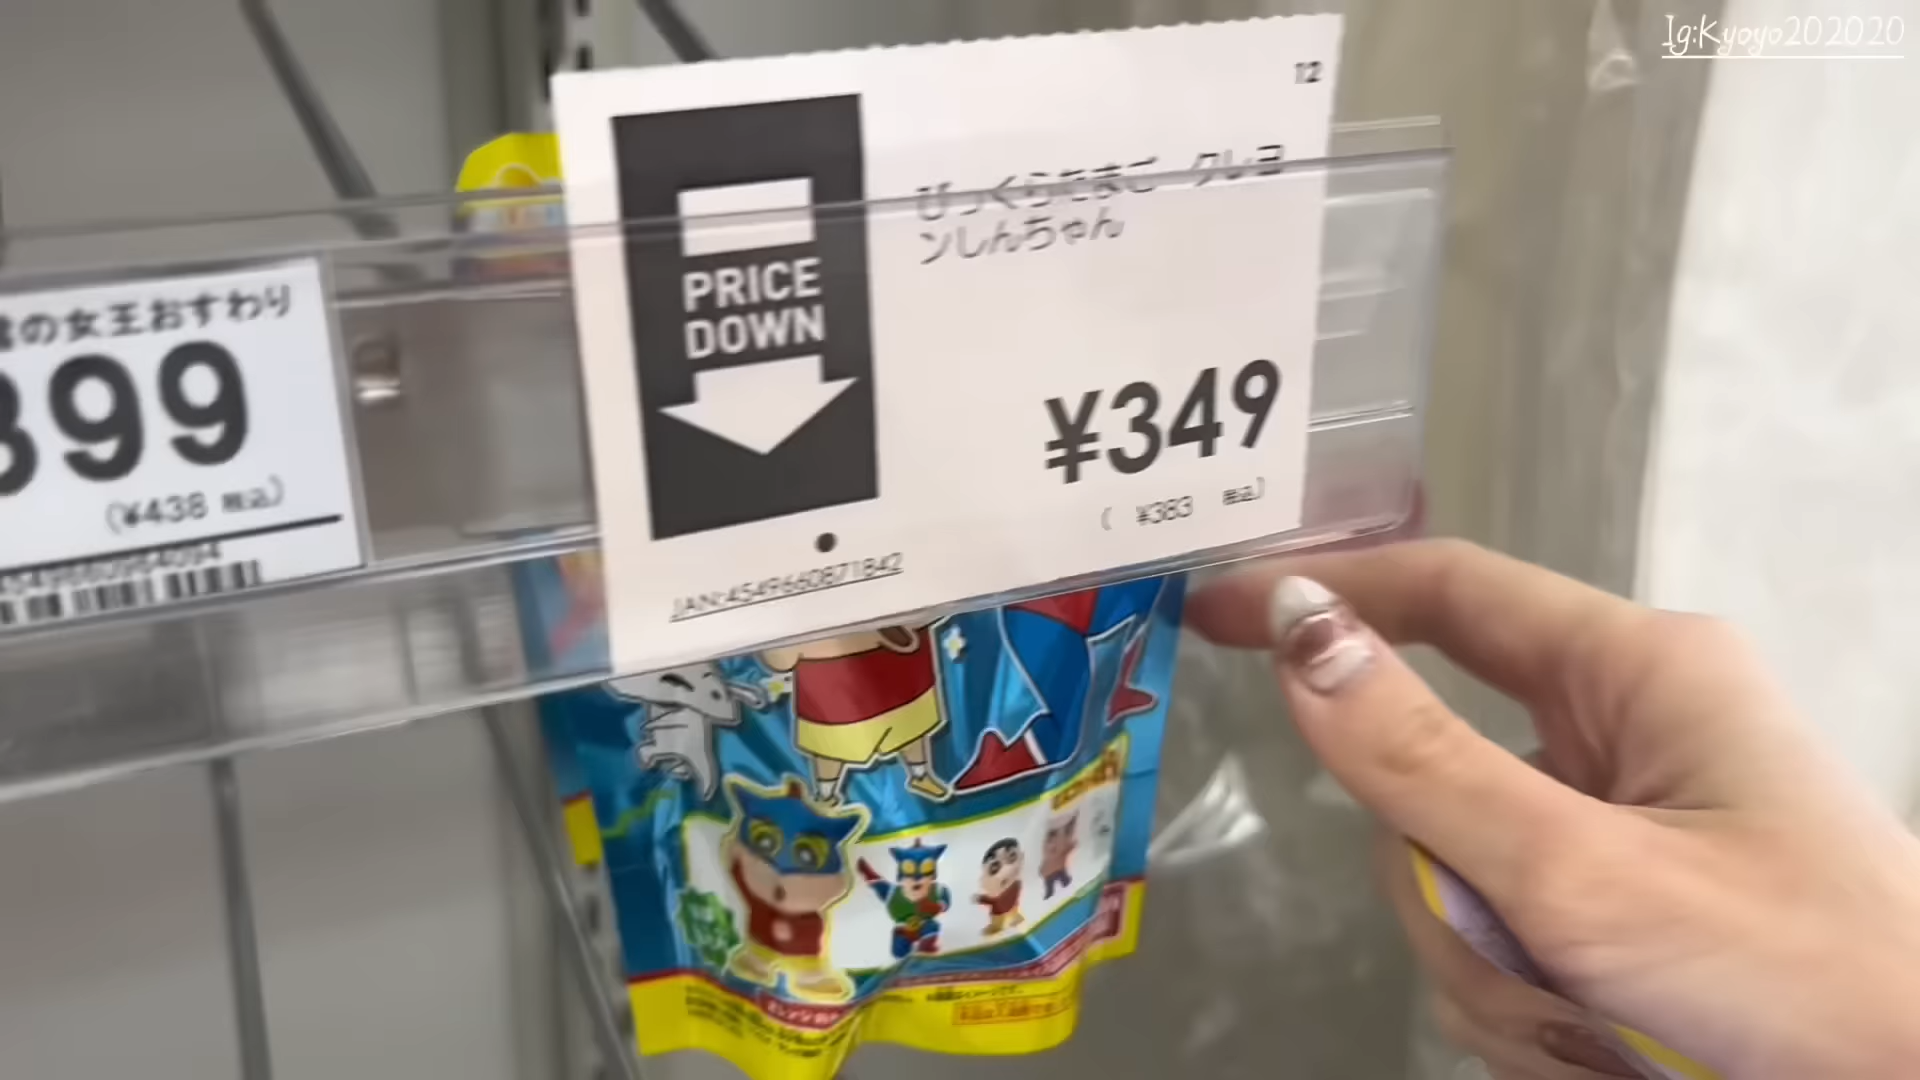 Ig:Kyoyo202020
12
びっくらたまご クレヨ
ンしんちゃん
PRICE
DOWN
¥349
( ¥383 税込)
JAN:4549660871842
の女王おすわり
399
(¥438 税込)